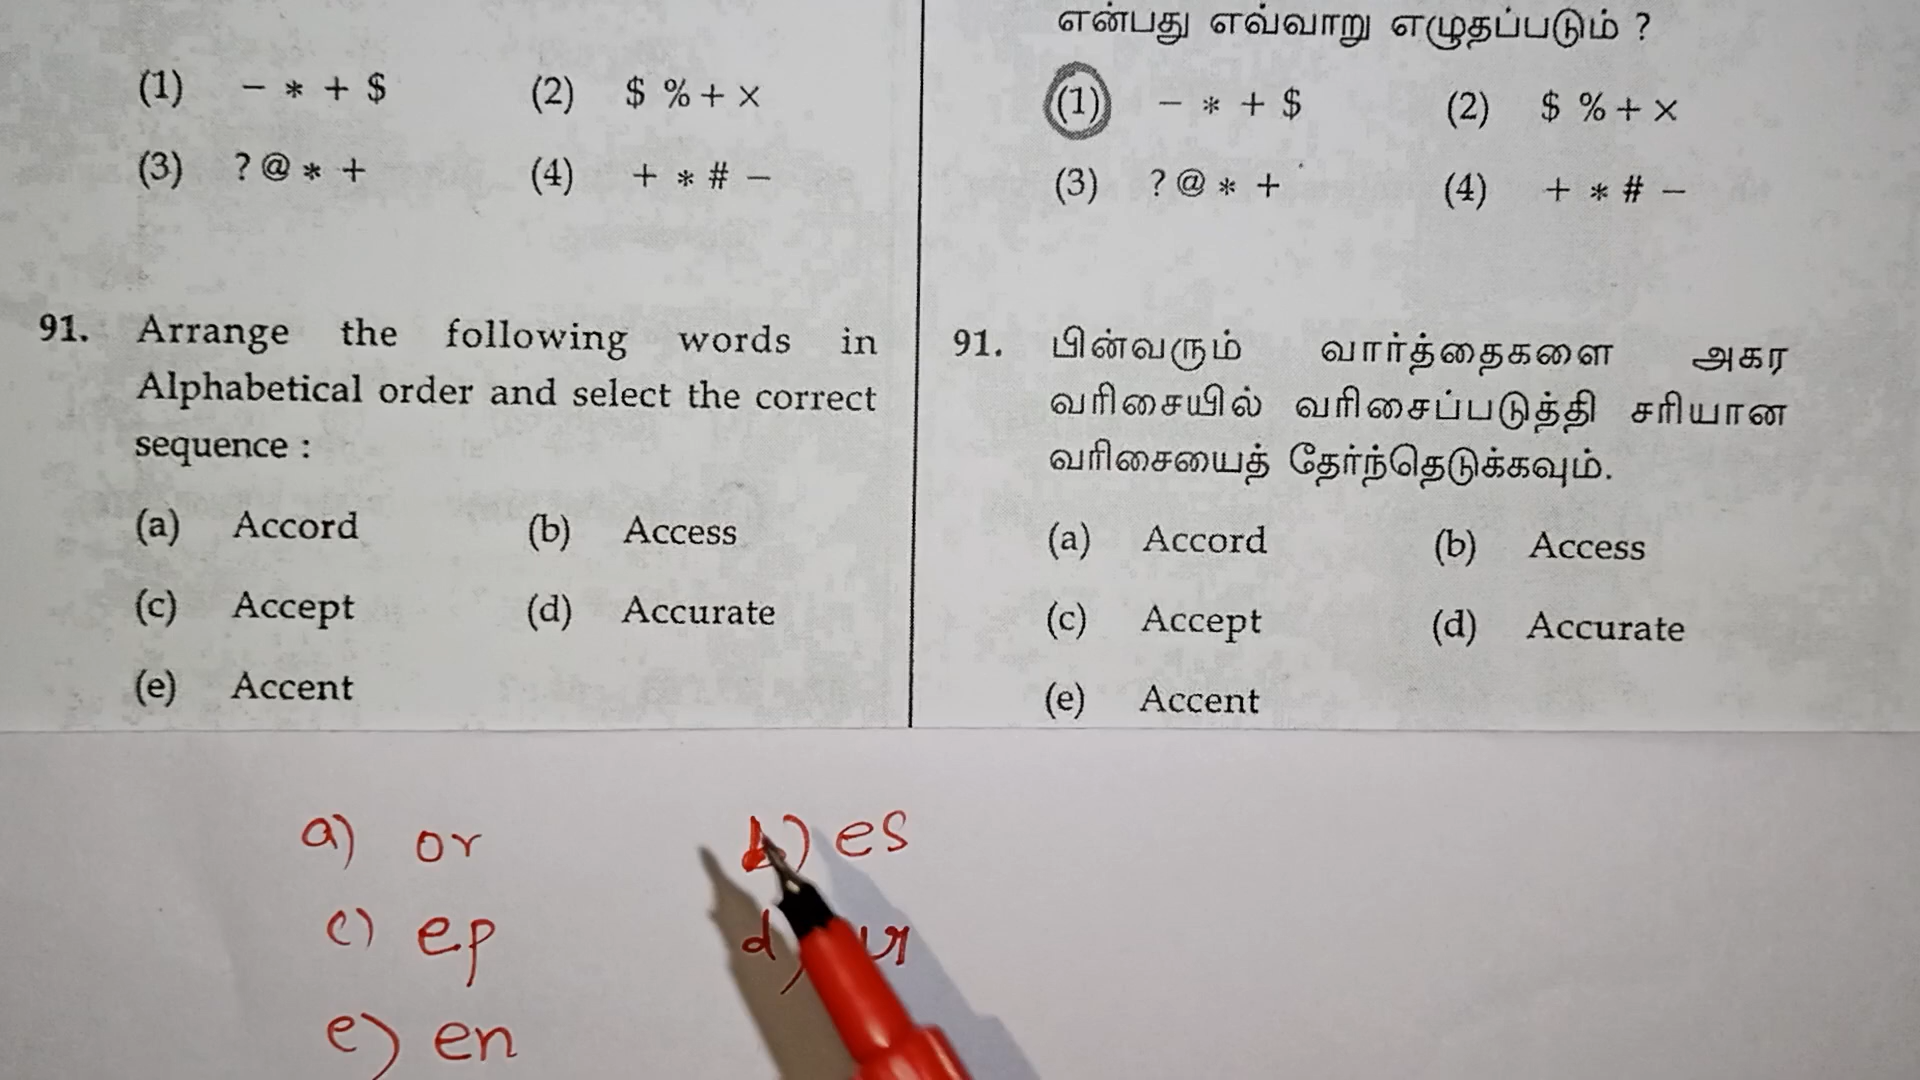 (1) − * + $ (2) $ % + ×
(3) ? @ * + (4) + * # −
91. Arrange the following words in
Alphabetical order and select the correct
sequence :
(a) Accord (b) Access
(c) Accept (d) Accurate
(e) Accent
என்பது எவ்வாறு எழுதப்படும் ?
(1) − * + $ (2) $ % + ×
(3) ? @ * + (4) + * # −
91. பின்வரும் வார்த்தைகளை அகர
வரிசையில் வரிசைப்படுத்தி சரியான
வரிசையைத் தேர்ந்தெடுக்கவும்.
(a) Accord (b) Access
(c) Accept (d) Accurate
(e) Accent
a) or b) es
c) ep d) ur
e) en